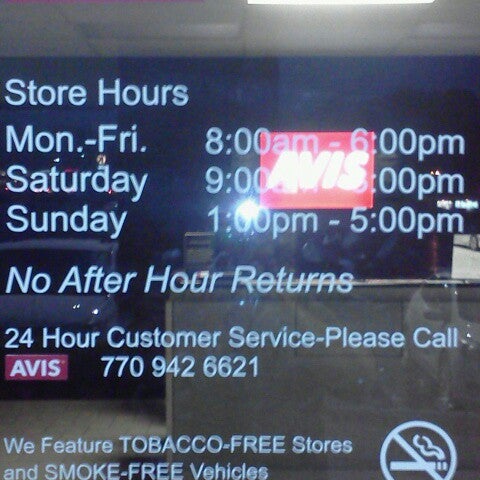 Store Hours
Mon.-Fri. 8:00am - 6:00pm
AVIS
Saturday 9:00 :00pm
Sunday 1:00pm - 5:00pm
No After Hour Returns
24 Hour Customer Service-Please Call
AVIS 770 942 6621
We Feature TOBACCO-FREE Stores
and SMOKE-FREE Vehicles